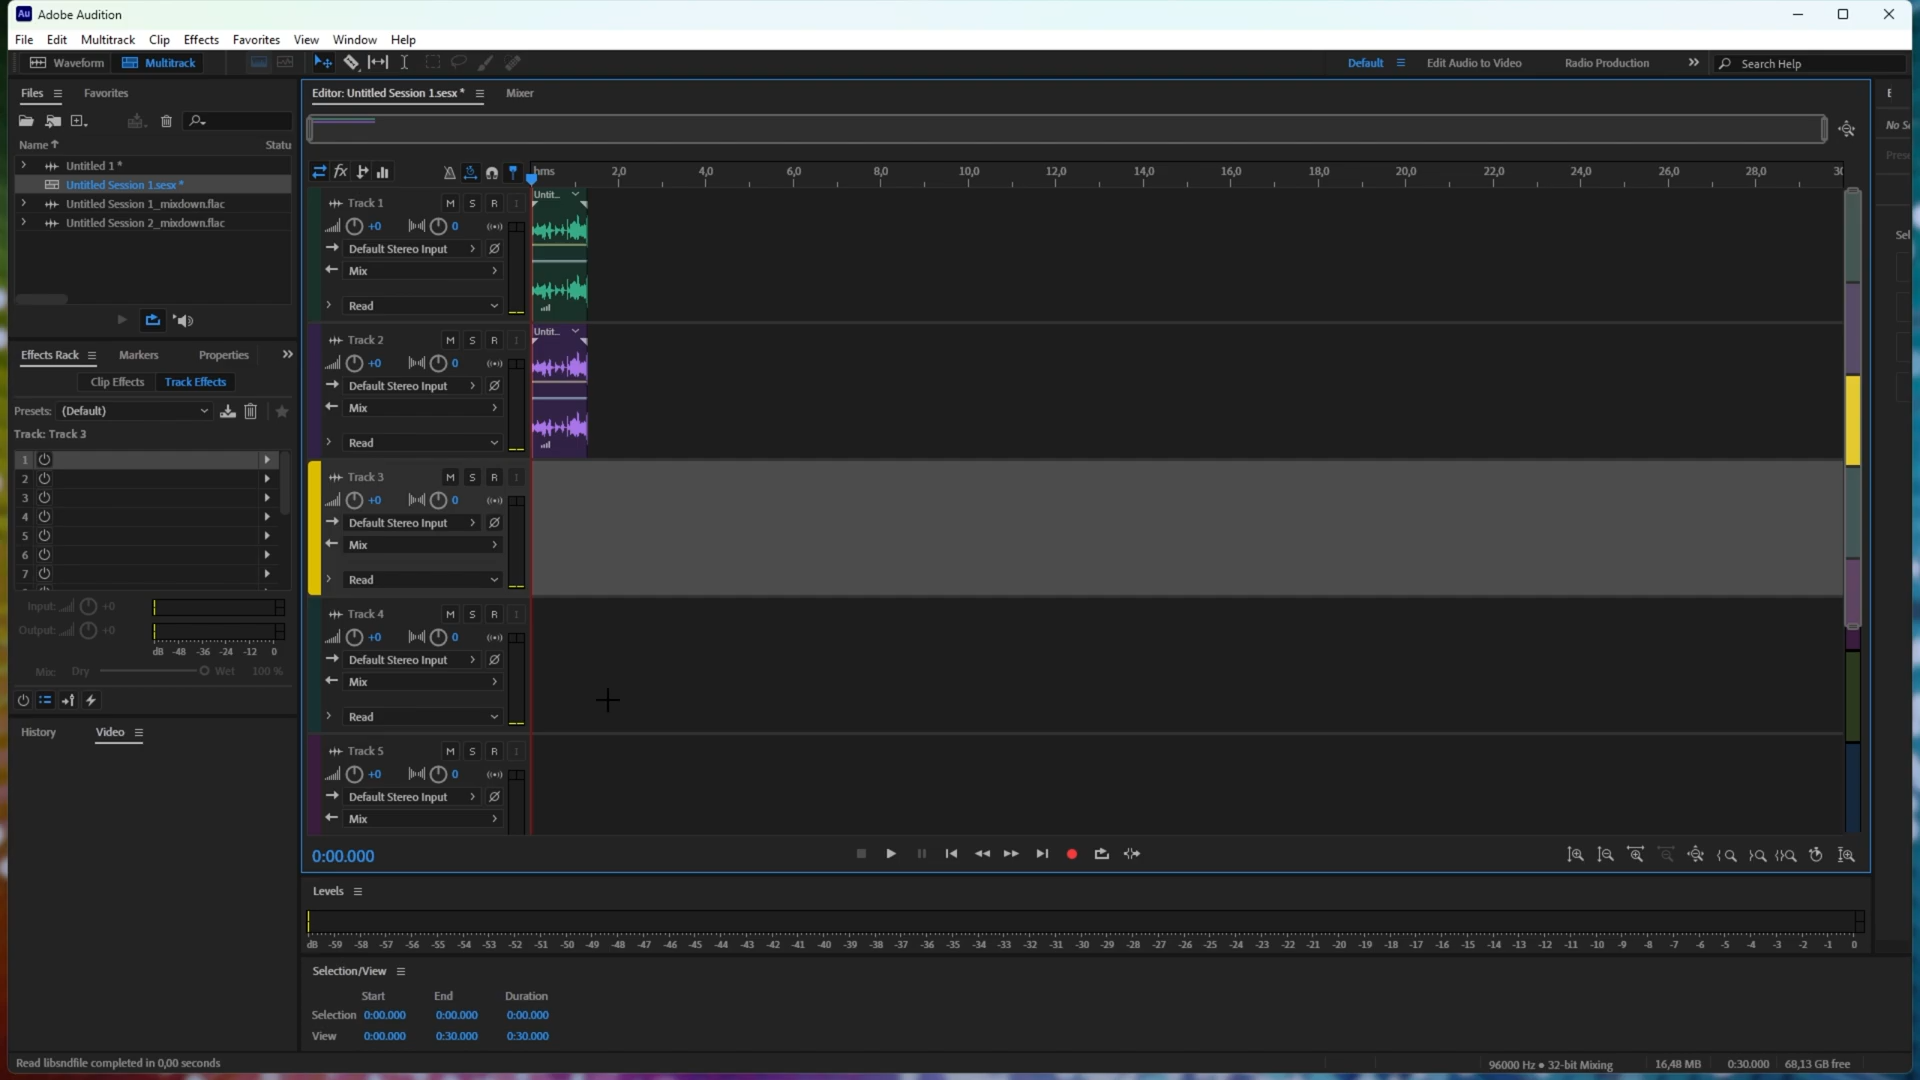 Au Adobe Audition
File Edit Multitrack Clip Effects Favorites View Window Help
Waveform Multitrack Default Edit Audio to Video Radio Production Search Help
Files Favorites
Name Statu
Untitled 1 *
Untitled Session 1.sesx *
Untitled Session 1_mixdown.flac
Untitled Session 2_mixdown.flac
Effects Rack Markers Properties
Clip Effects Track Effects
Presets: (Default)
Track: Track 3
1
2
3
4
5
6
7
Input: +0
Output: +0
dB -48 -36 -24 -12 0
Mix: Dry Wet 100 %
History Video
Editor: Untitled Session 1.sesx * Mixer
fx hms 2,0 4,0 6,0 8,0 10,0 12,0 14,0 16,0 18,0 20,0 22,0 24,0 26,0 28,0 30
Track 1 M S R I
+0 0
Default Stereo Input
Mix
Read
Untit...
Track 2 M S R I
+0 0
Default Stereo Input
Mix
Read
Untit...
Track 3 M S R I
+0 0
Default Stereo Input
Mix
Read
Track 4 M S R I
+0 0
Default Stereo Input
Mix
Read
Track 5 M S R I
+0 0
Default Stereo Input
Mix
0:00.000
Levels
dB -59 -58 -57 -56 -55 -54 -53 -52 -51 -50 -49 -48 -47 -46 -45 -44 -43 -42 -41 -40 -39 -38 -37 -36 -35 -34 -33 -32 -31 -30 -29 -28 -27 -26 -25 -24 -23 -22 -21 -20 -19 -18 -17 -16 -15 -14 -13 -12 -11 -10 -9 -8 -7 -6 -5 -4 -3 -2 -1 0
Selection/View
Start End Duration
Selection 0:00.000 0:00.000 0:00.000
View 0:00.000 0:30.000 0:30.000
E
No Se
Prese
Sel
Read libsndfile completed in 0,00 seconds
96000 Hz ● 32-bit Mixing 16,48 MB 0:30.000 68,13 GB free